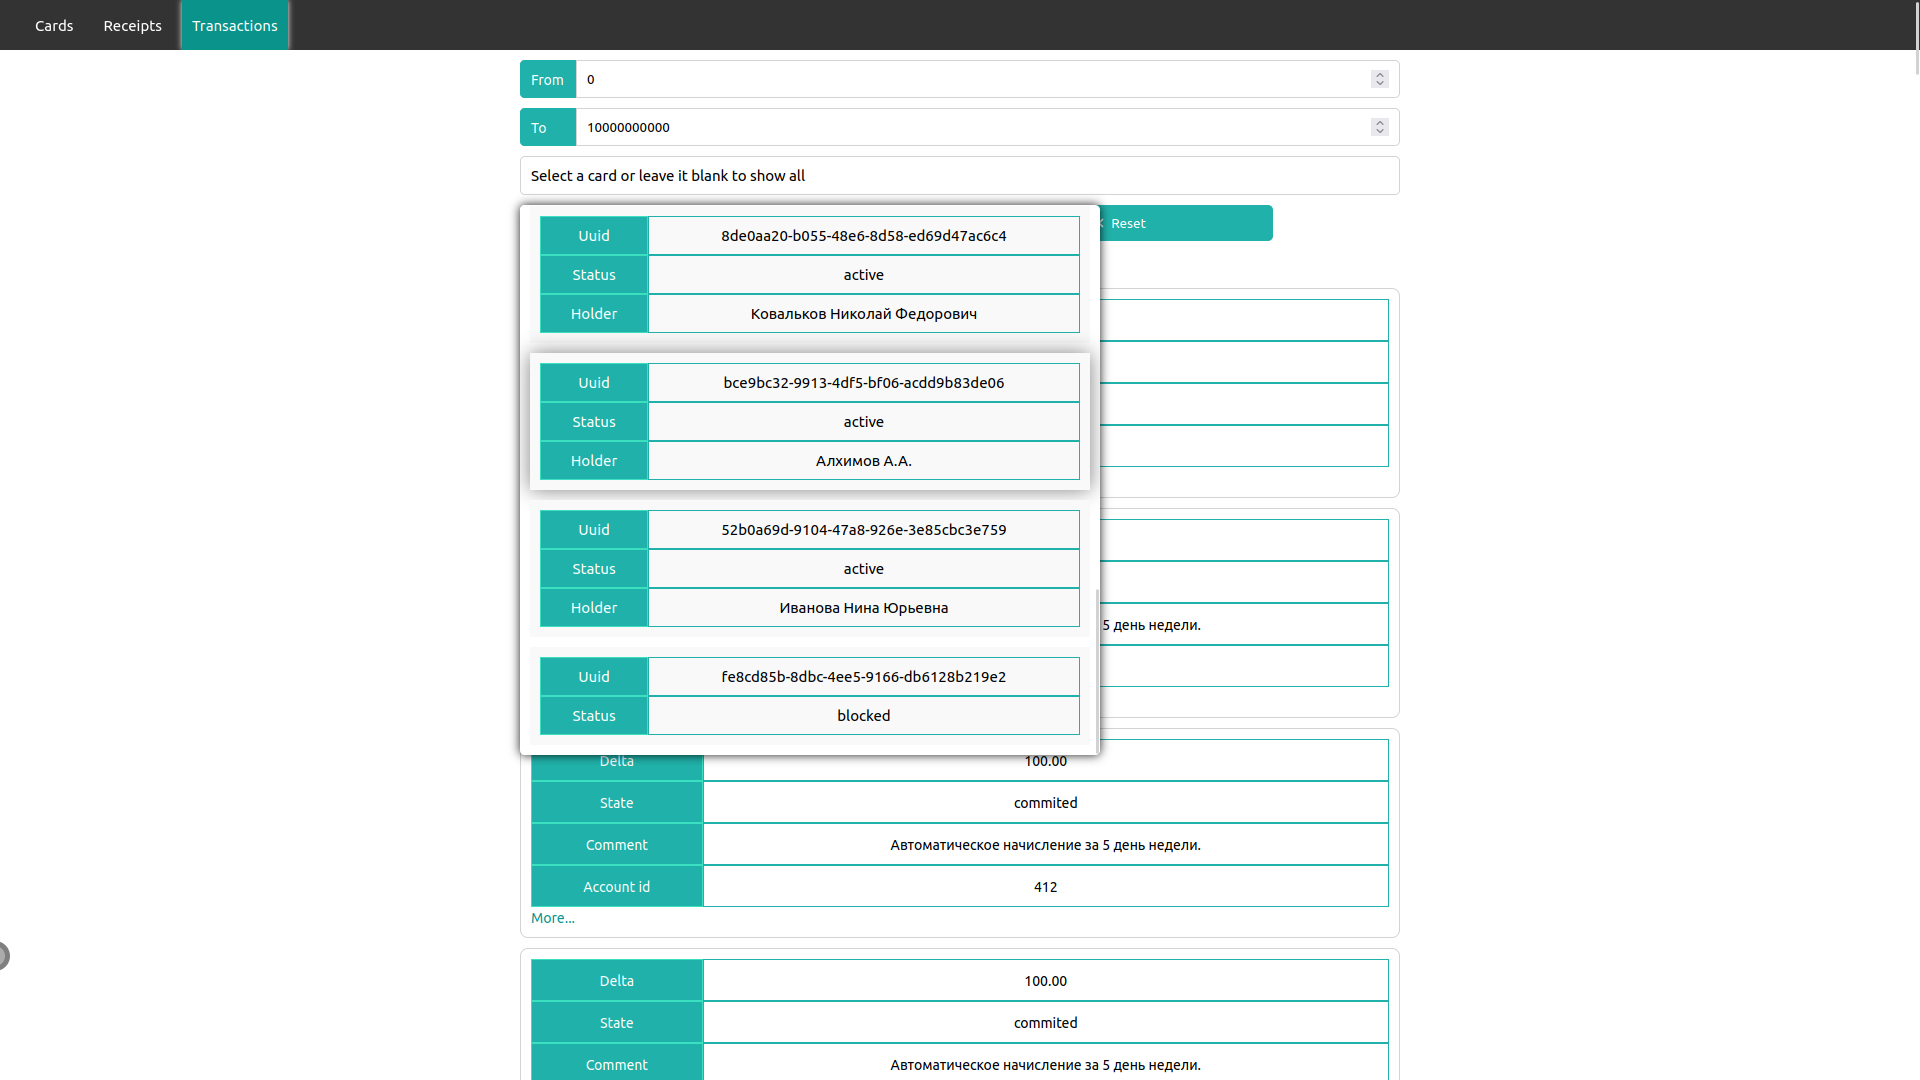 Cards Receipts Transactions
From 0
To 10000000000
Select a card or leave it blank to show all
Reset
Uuid 8de0aa20-b055-48e6-8d58-ed69d47ac6c4
Status active
Holder Ковальков Николай Федорович
Uuid bce9bc32-9913-4df5-bf06-acdd9b83de06
Status active
Holder Алхимов А.А.
Uuid 52b0a69d-9104-47a8-926e-3e85cbc3e759
Status active
Holder Иванова Нина Юрьевна
5 день недели.
Uuid fe8cd85b-8dbc-4ee5-9166-db6128b219e2
Status blocked
Delta 100.00
State commited
Comment Автоматическое начисление за 5 день недели.
Account id 412
More...
Delta 100.00
State commited
Comment Автоматическое начисление за 5 день недели.